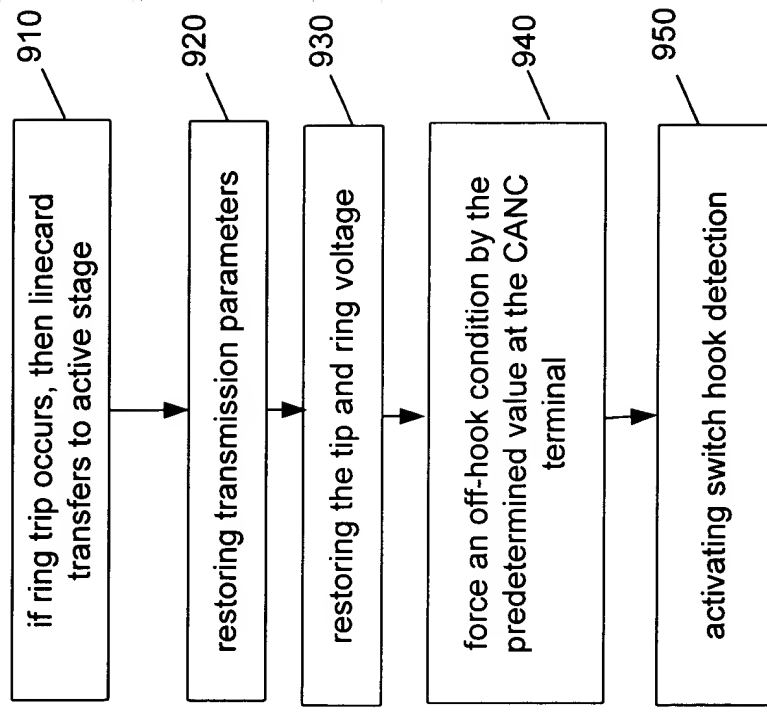 910
if ring trip occurs, then linecard
transfers to active stage
920
restoring transmission parameters
930
restoring the tip and ring voltage
940
force an off-hook condition by the
predetermined value at the CANC
terminal
950
activating switch hook detection